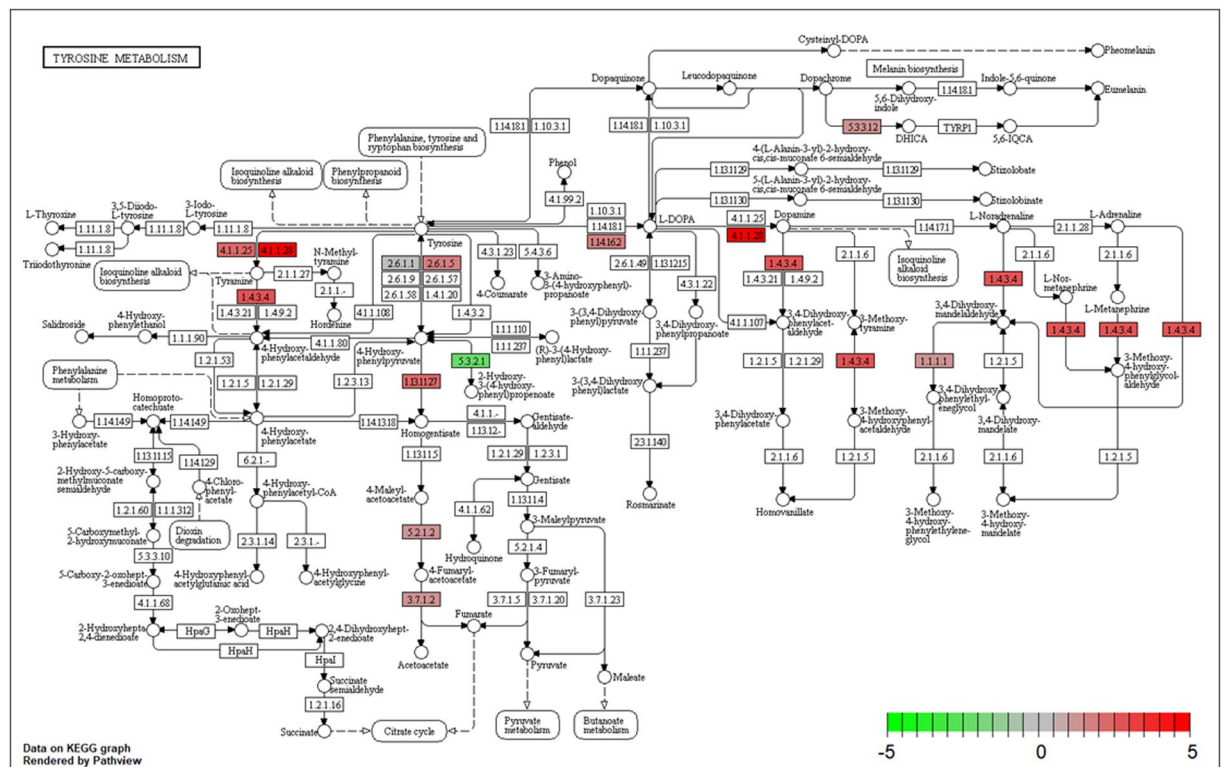 TYROSINE METABOLISM
Cysteinyl-DOPA
Pheomelanin
Dopaquinone
Leucodopaquinone
Dopachrome
Melanin biosynthesis
5,6-Dihydroxy-
indole
1.14.18.1
Indole-5,6-quinone
Eumelanin
1.14.18.1
1.10.3.1
1.14.18.1
1.10.3.1
5.3.3.12
DHICA
TYRP1
5,6-IQCA
Phenylalanine, tyrosine and
ryptophan biosynthesis
Isoquinoline alkaloid
biosynthesis
Phenylpropanoid
biosynthesis
Phenol
4.1.99.2
4-(L-Alanin-3-yl)-2-hydroxy-
cis,cis-muconate 6-semialdehyde
1.13.11.29
1.13.11.29
Stizolobate
5-(L-Alanin-3-yl)-2-hydroxy-
cis,cis-muconate 6-semialdehyde
1.13.11.30
1.13.11.30
Stizolobinate
L-Thyroxine
3,5-Diiodo-
L-tyrosine
3-Iodo-
L-tyrosine
1.11.1.8
1.11.1.8
1.11.1.8
1.11.1.8
Triiodothyronine
Tyrosine
1.10.3.1
1.14.18.1
1.14.16.2
L-DOPA
4.1.1.25
4.1.1.28
Dopamine
1.14.17.1
L-Noradrenaline
2.1.1.28
L-Adrenaline
4.1.1.25
4.1.1.28
Isoquinoline
alkaloid biosynthesis
Tyramine
2.1.1.27
N-Methyl-
tyramine
2.1.1.-
Hordenine
2.6.1.1
2.6.1.5
2.6.1.9
2.6.1.57
2.6.1.58
1.4.1.20
4.3.1.23
5.4.3.6
4-Coumarate
3-Amino-
3-(4-hydroxyphenyl)-
propanoate
2.6.1.49
1.13.12.15
4.3.1.22
1.4.3.4
1.4.3.21
1.4.9.2
2.1.1.6
Isoquinoline
alkaloid
biosynthesis
1.4.3.4
2.1.1.6
2.1.1.6
L-Nor-
metanephrine
L-Metanephrine
1.4.3.4
1.4.3.21
1.4.9.2
4.1.1.108
1.4.3.2
3-(3,4-Dihydroxy-
phenyl)pyruvate
3,4-Dihydroxy-
phenylpropanoate
4.1.1.107
3,4-Dihydroxy-
phenylacet-
aldehyde
3-Methoxy-
tyramine
3,4-Dihydroxy-
mandelaldehyde
1.4.3.4
1.4.3.4
1.4.3.4
Salidroside
4-Hydroxy-
phenylethanol
1.1.1.90
4.1.1.80
4-Hydroxy-
phenylacetaldehyde
4-Hydroxy-
phenylpyruvate
1.1.1.110
1.1.1.237
(R)-3-(4-Hydroxy-
phenyl)lactate
1.1.1.237
1.2.1.53
5.3.2.1
2-Hydroxy-
3-(4-hydroxy-
phenyl)propenoate
1.2.1.5
1.2.1.29
1.4.3.4
1.1.1.1
1.2.1.5
3-Methoxy-
4-hydroxy-
phenylglycol-
aldehyde
Phenylalanine
metabolism
1.2.1.5
1.2.1.29
1.2.3.13
1.13.11.27
3-(3,4-Dihydroxy-
phenyl)lactate
3,4-Dihydroxy-
phenylethyl-
eneglycol
3,4-Dihydroxy-
mandelate
Homoproto-
catechuate
3-Hydroxy-
phenylacetate
1.14.14.9
1.14.14.9
4-Hydroxy-
phenylacetate
1.14.13.18
Homogentisate
4.1.1.-
1.13.12.-
Gentisate-
aldehyde
2.3.1.140
3,4-Dihydroxy-
phenylacetate
3-Methoxy-
4-hydroxyphenyl-
acetaldehyde
1.13.11.15
1.14.12.9
6.2.1.-
1.13.11.5
1.2.1.29
1.2.3.1
2.1.1.6
1.2.1.5
2.1.1.6
2.1.1.6
1.2.1.5
2-Hydroxy-5-carboxy-
methylmuconate
semialdehyde
4-Chloro-
phenyl-
acetate
4-Hydroxy-
phenylacetyl-CoA
4-Maleyl-
acetoacetate
Gentisate
Rosmarinate
Homovanillate
3-Methoxy-
4-hydroxy-
phenylethylene-
glycol
3-Methoxy-
4-hydroxy-
mandelate
1.2.1.60
1.1.1.312
4.1.1.62
1.13.11.4
5-Carboxymethyl-
2-hydroxymuconate
Dioxin
degradation
2.3.1.14
2.3.1.-
5.2.1.2
3-Maleylpyruvate
Hydroquinone
5.2.1.4
5.3.3.10
5-Carboxy-2-oxohept-
3-enedioate
4-Hydroxyphenyl-
acetylglutamic acid
4-Hydroxyphenyl-
acetylglycine
4-Fumaryl-
acetoacetate
3-Fumaryl-
pyruvate
4.1.1.68
3.7.1.2
3.7.1.5
3.7.1.20
3.7.1.23
2-Hydroxyhepta
2,4-dienedioate
HpaG
2-Oxohept-
3-enedioate
HpaH
2,4-Dihydroxyhept-
2-enedioate
HpaH
HpaI
Fumarate
Acetoacetate
Pyruvate
Maleate
Succinate
semialdehyde
1.2.1.16
Succinate
Citrate cycle
Pyruvate
metabolism
Butanoate
metabolism
-5
0
5
Data on KEGG graph
Rendered by Pathview